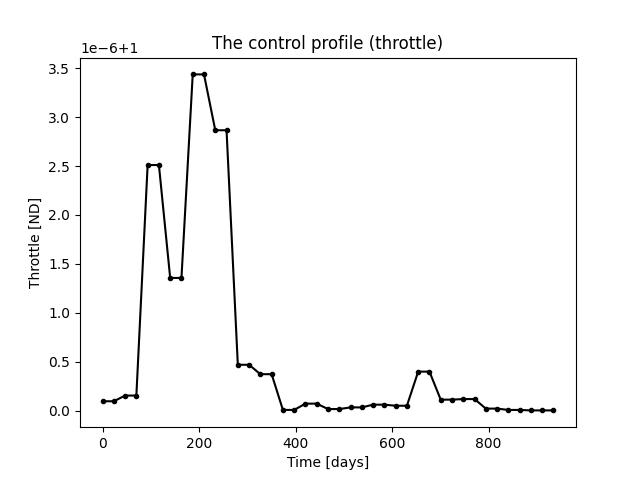 The control profile (throttle)
1e−6+1
3.5
3.0
2.5
2.0
1.5
1.0
0.5
0.0
Throttle [ND]
0 200 400 600 800
Time [days]